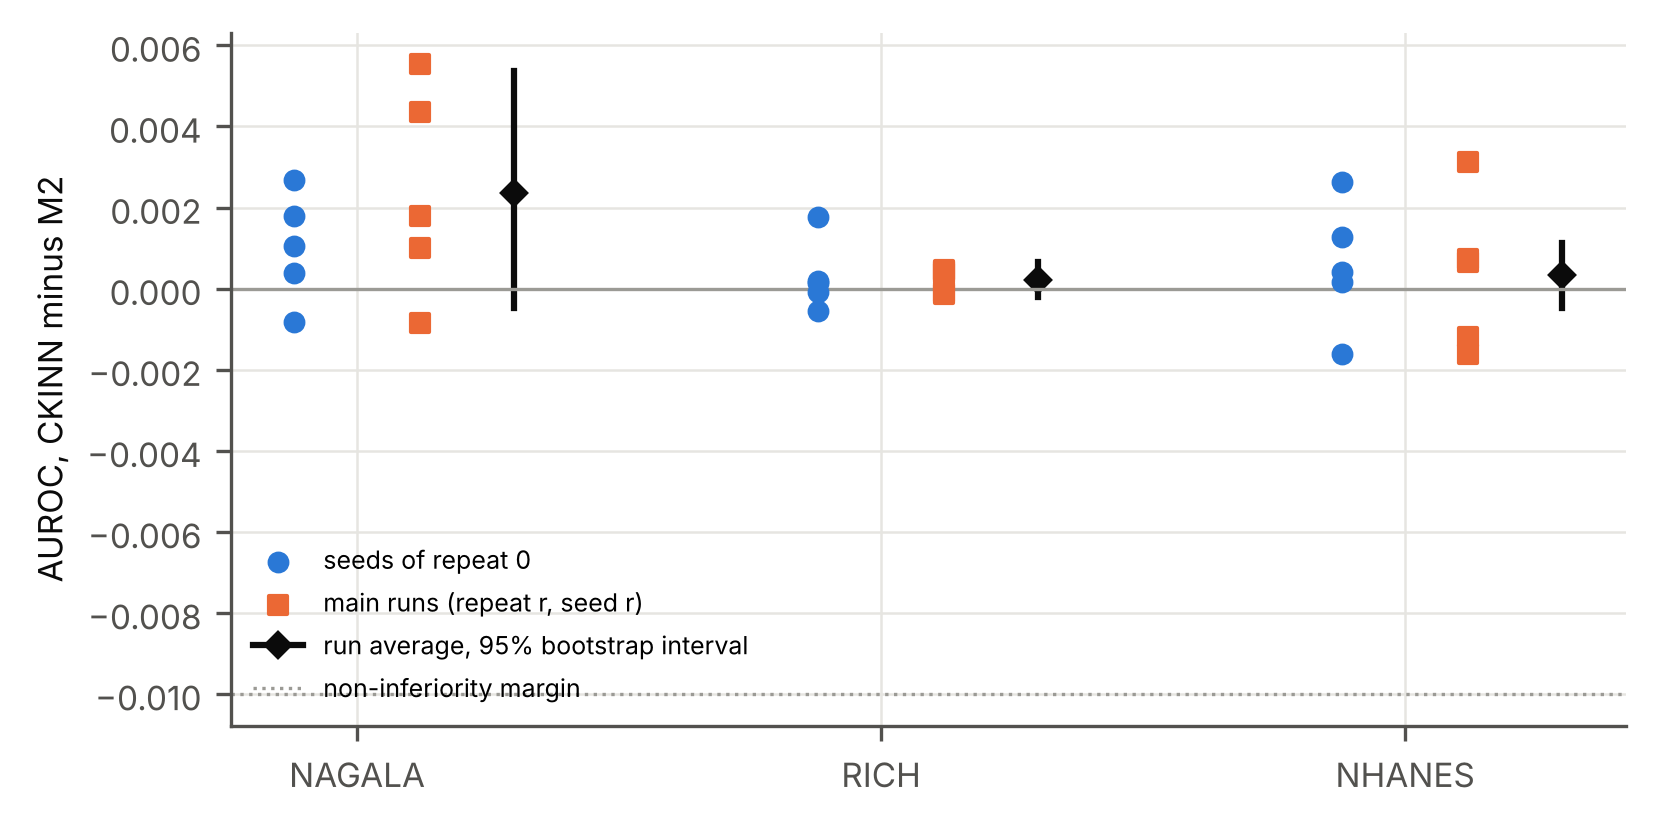 AUROC, CKINN minus M2
0.006
0.004
0.002
0.000
−0.002
−0.004
−0.006
−0.008
−0.010
seeds of repeat 0
main runs (repeat r, seed r)
run average, 95% bootstrap interval
non-inferiority margin
NAGALA
RICH
NHANES